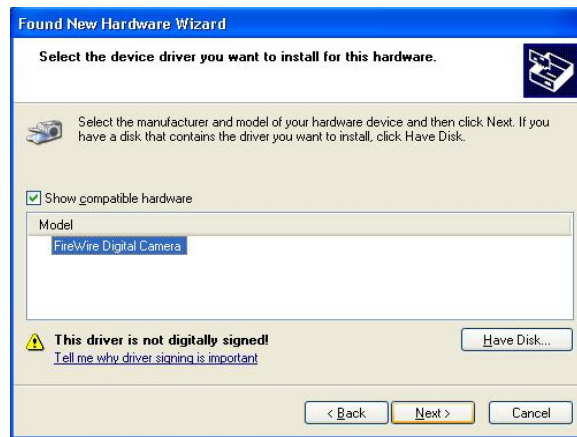 Found New Hardware Wizard
Select the device driver you want to install for this hardware.
Select the manufacturer and model of your hardware device and then click Next. If you
have a disk that contains the driver you want to install, click Have Disk.
Show compatible hardware
Model
FireWire Digital Camera
This driver is not digitally signed!
Tell me why driver signing is important
Have Disk...
< Back
Next >
Cancel